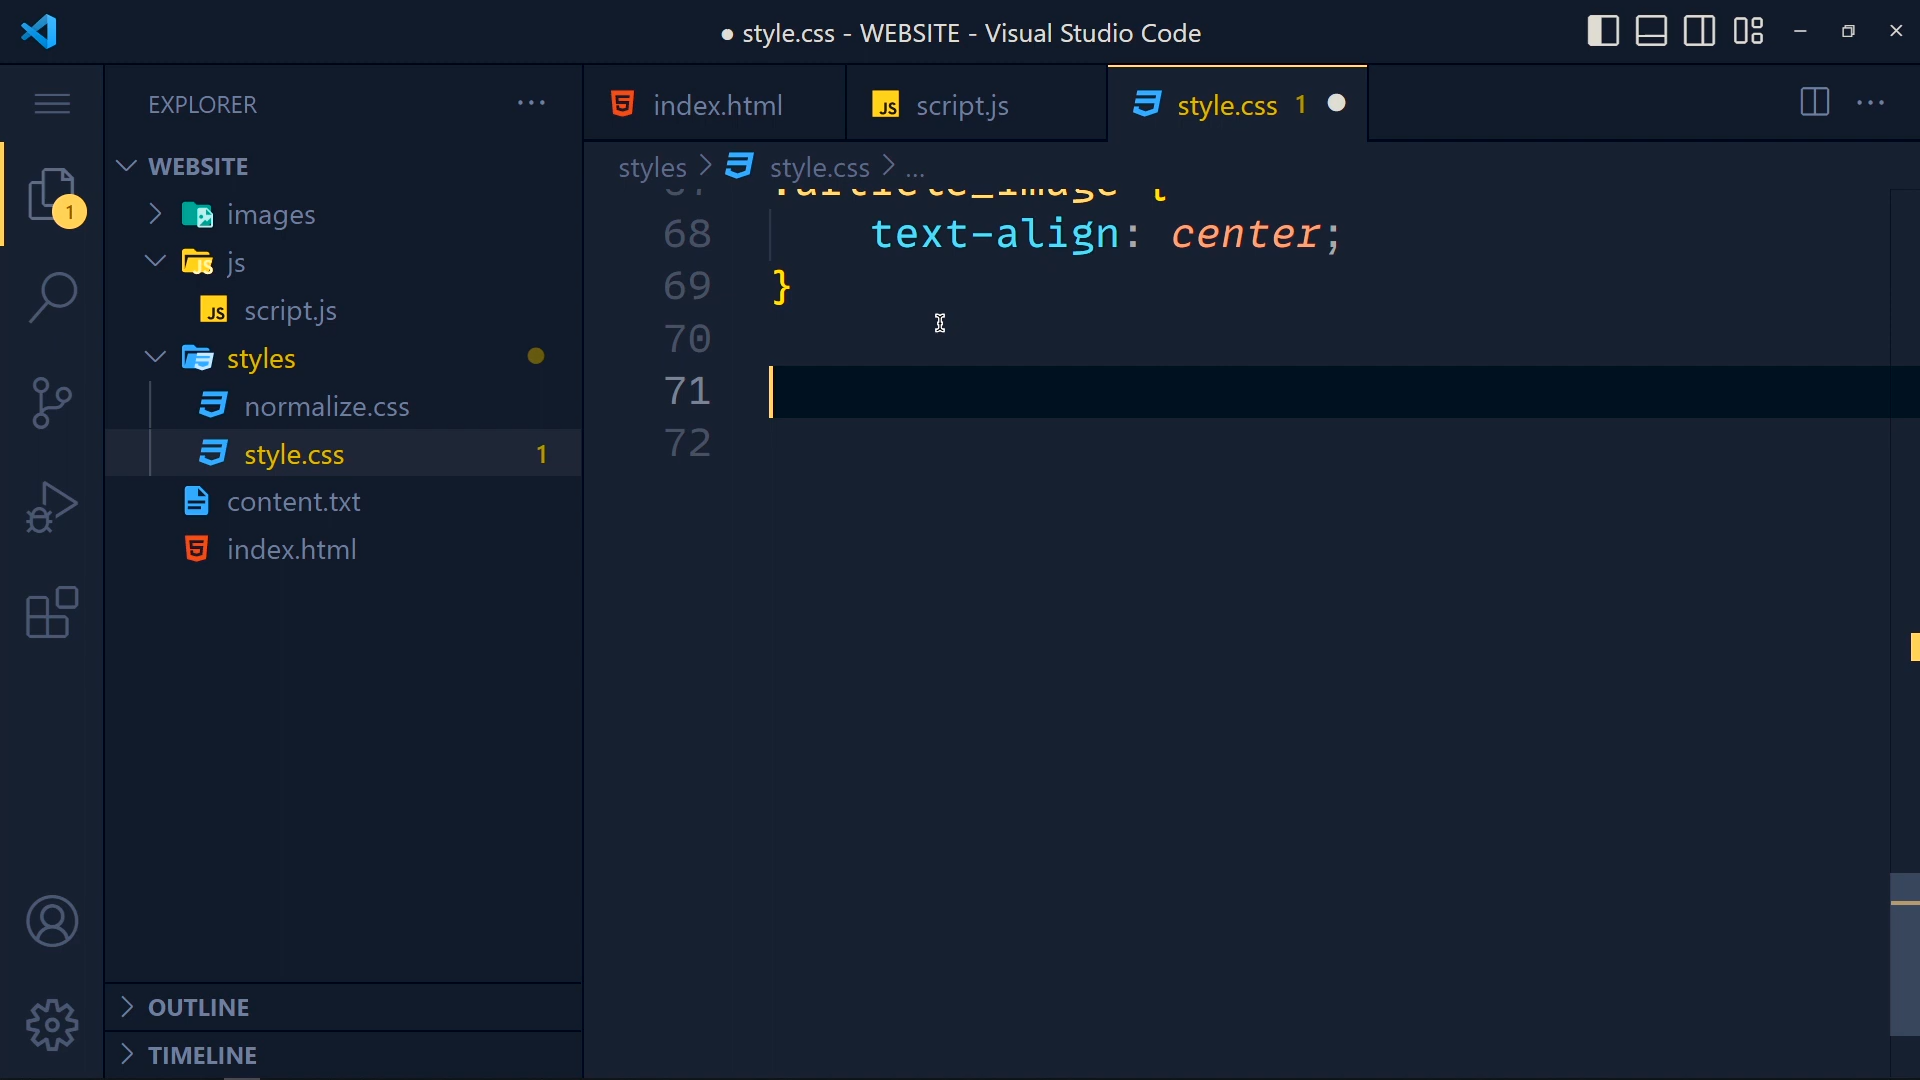 ● style.css - WEBSITE - Visual Studio Code
EXPLORER
WEBSITE
images
js
script.js
styles
normalize.css
style.css 1
content.txt
index.html
OUTLINE
TIMELINE
1
index.html
script.js
style.css 1
styles > style.css > ...
.article_image {
68 text-align: center;
69 }
70
71
72